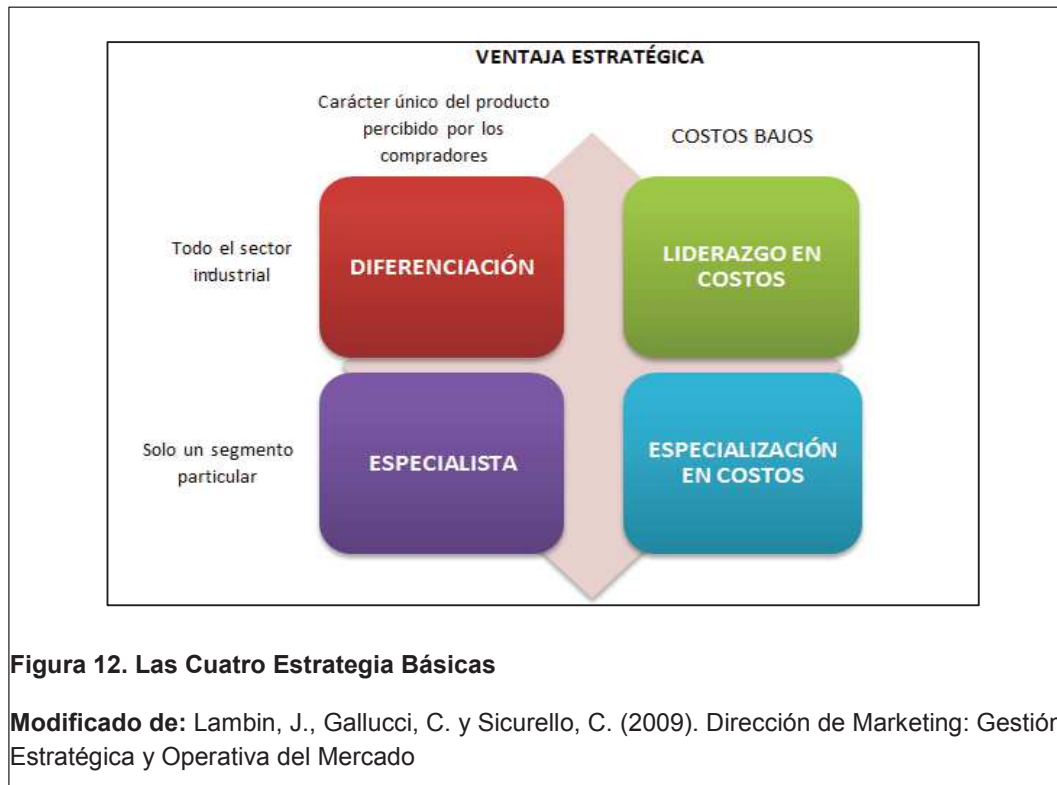 VENTAJA ESTRATÉGICA
Carácter único del producto
percibido por los
compradores
COSTOS BAJOS
Todo el sector
industrial
DIFERENCIACIÓN
LIDERAZGO EN
COSTOS
Solo un segmento
particular
ESPECIALISTA
ESPECIALIZACIÓN
EN COSTOS
Figura 12. Las Cuatro Estrategia Básicas
Modificado de: Lambin, J., Gallucci, C. y Sicurello, C. (2009). Dirección de Marketing: Gestión
Estratégica y Operativa del Mercado